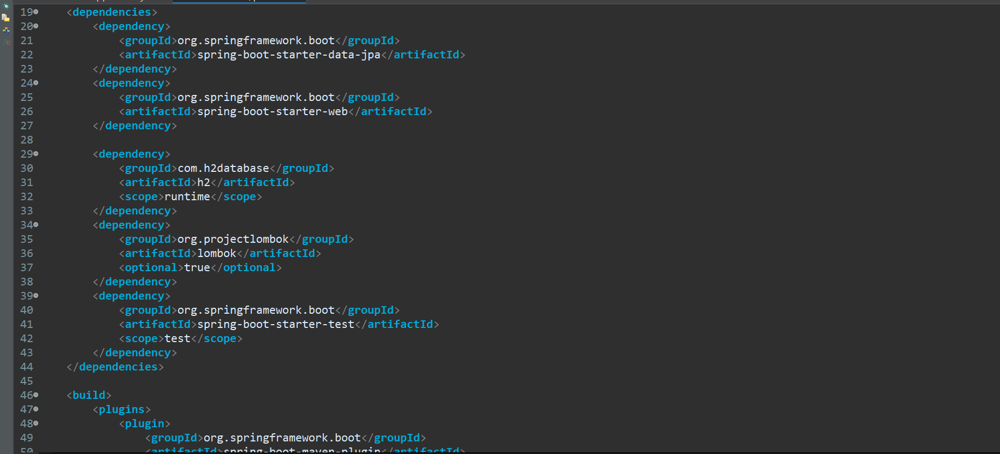 19 <dependencies>
20 <dependency>
21 <groupId>org.springframework.boot</groupId>
22 <artifactId>spring-boot-starter-data-jpa</artifactId>
23 </dependency>
24 <dependency>
25 <groupId>org.springframework.boot</groupId>
26 <artifactId>spring-boot-starter-web</artifactId>
27 </dependency>
28
29 <dependency>
30 <groupId>com.h2database</groupId>
31 <artifactId>h2</artifactId>
32 <scope>runtime</scope>
33 </dependency>
34 <dependency>
35 <groupId>org.projectlombok</groupId>
36 <artifactId>lombok</artifactId>
37 <optional>true</optional>
38 </dependency>
39 <dependency>
40 <groupId>org.springframework.boot</groupId>
41 <artifactId>spring-boot-starter-test</artifactId>
42 <scope>test</scope>
43 </dependency>
44 </dependencies>
45
46 <build>
47 <plugins>
48 <plugin>
49 <groupId>org.springframework.boot</groupId>
50 <artifactId>spring-boot-maven-plugin</artifactId>